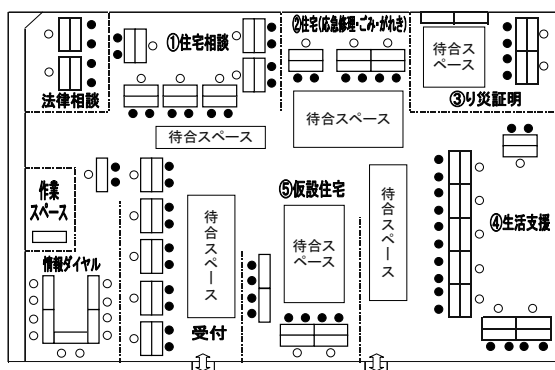 ①住宅相談
②住宅(応急修理・ごみ・がれき)
待合ス
ペース
③り災証明
法律相談
待合スペース
待合スペース
作業
スペース
情報ダイヤル
待合スペース
受付
⑤仮設住宅
待合ス
ペース
待合スペース
④生活支援